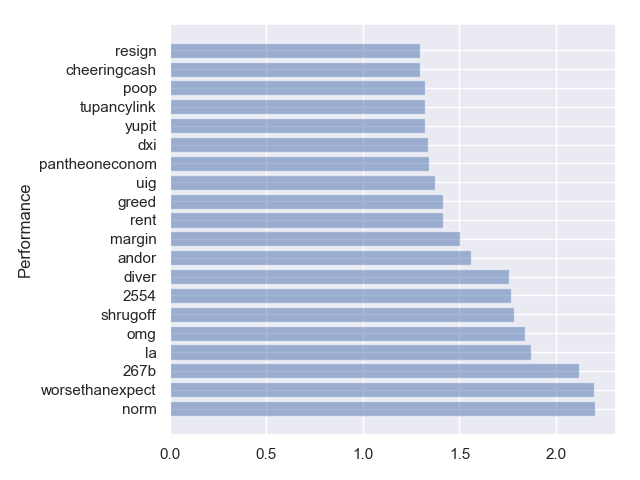 resign
cheeringcash
poop
tupancylink
yupit
dxi
pantheoneconom
uig
greed
rent
margin
andor
diver
2554
shrugoff
omg
la
267b
worsethanexpect
norm
Performance
0.0 0.5 1.0 1.5 2.0